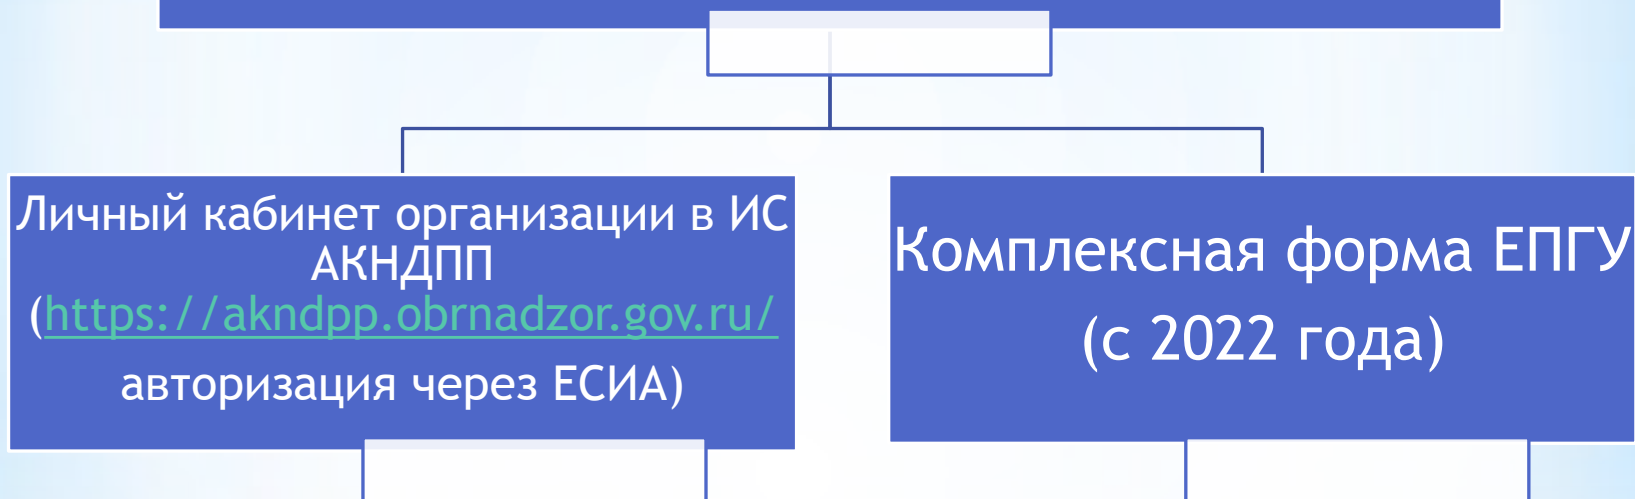 Личный кабинет организации в ИС
АКНДПП
(https://akndpp.obrnadzor.gov.ru/
авторизация через ЕСИА)
Комплексная форма ЕПГУ
(с 2022 года)